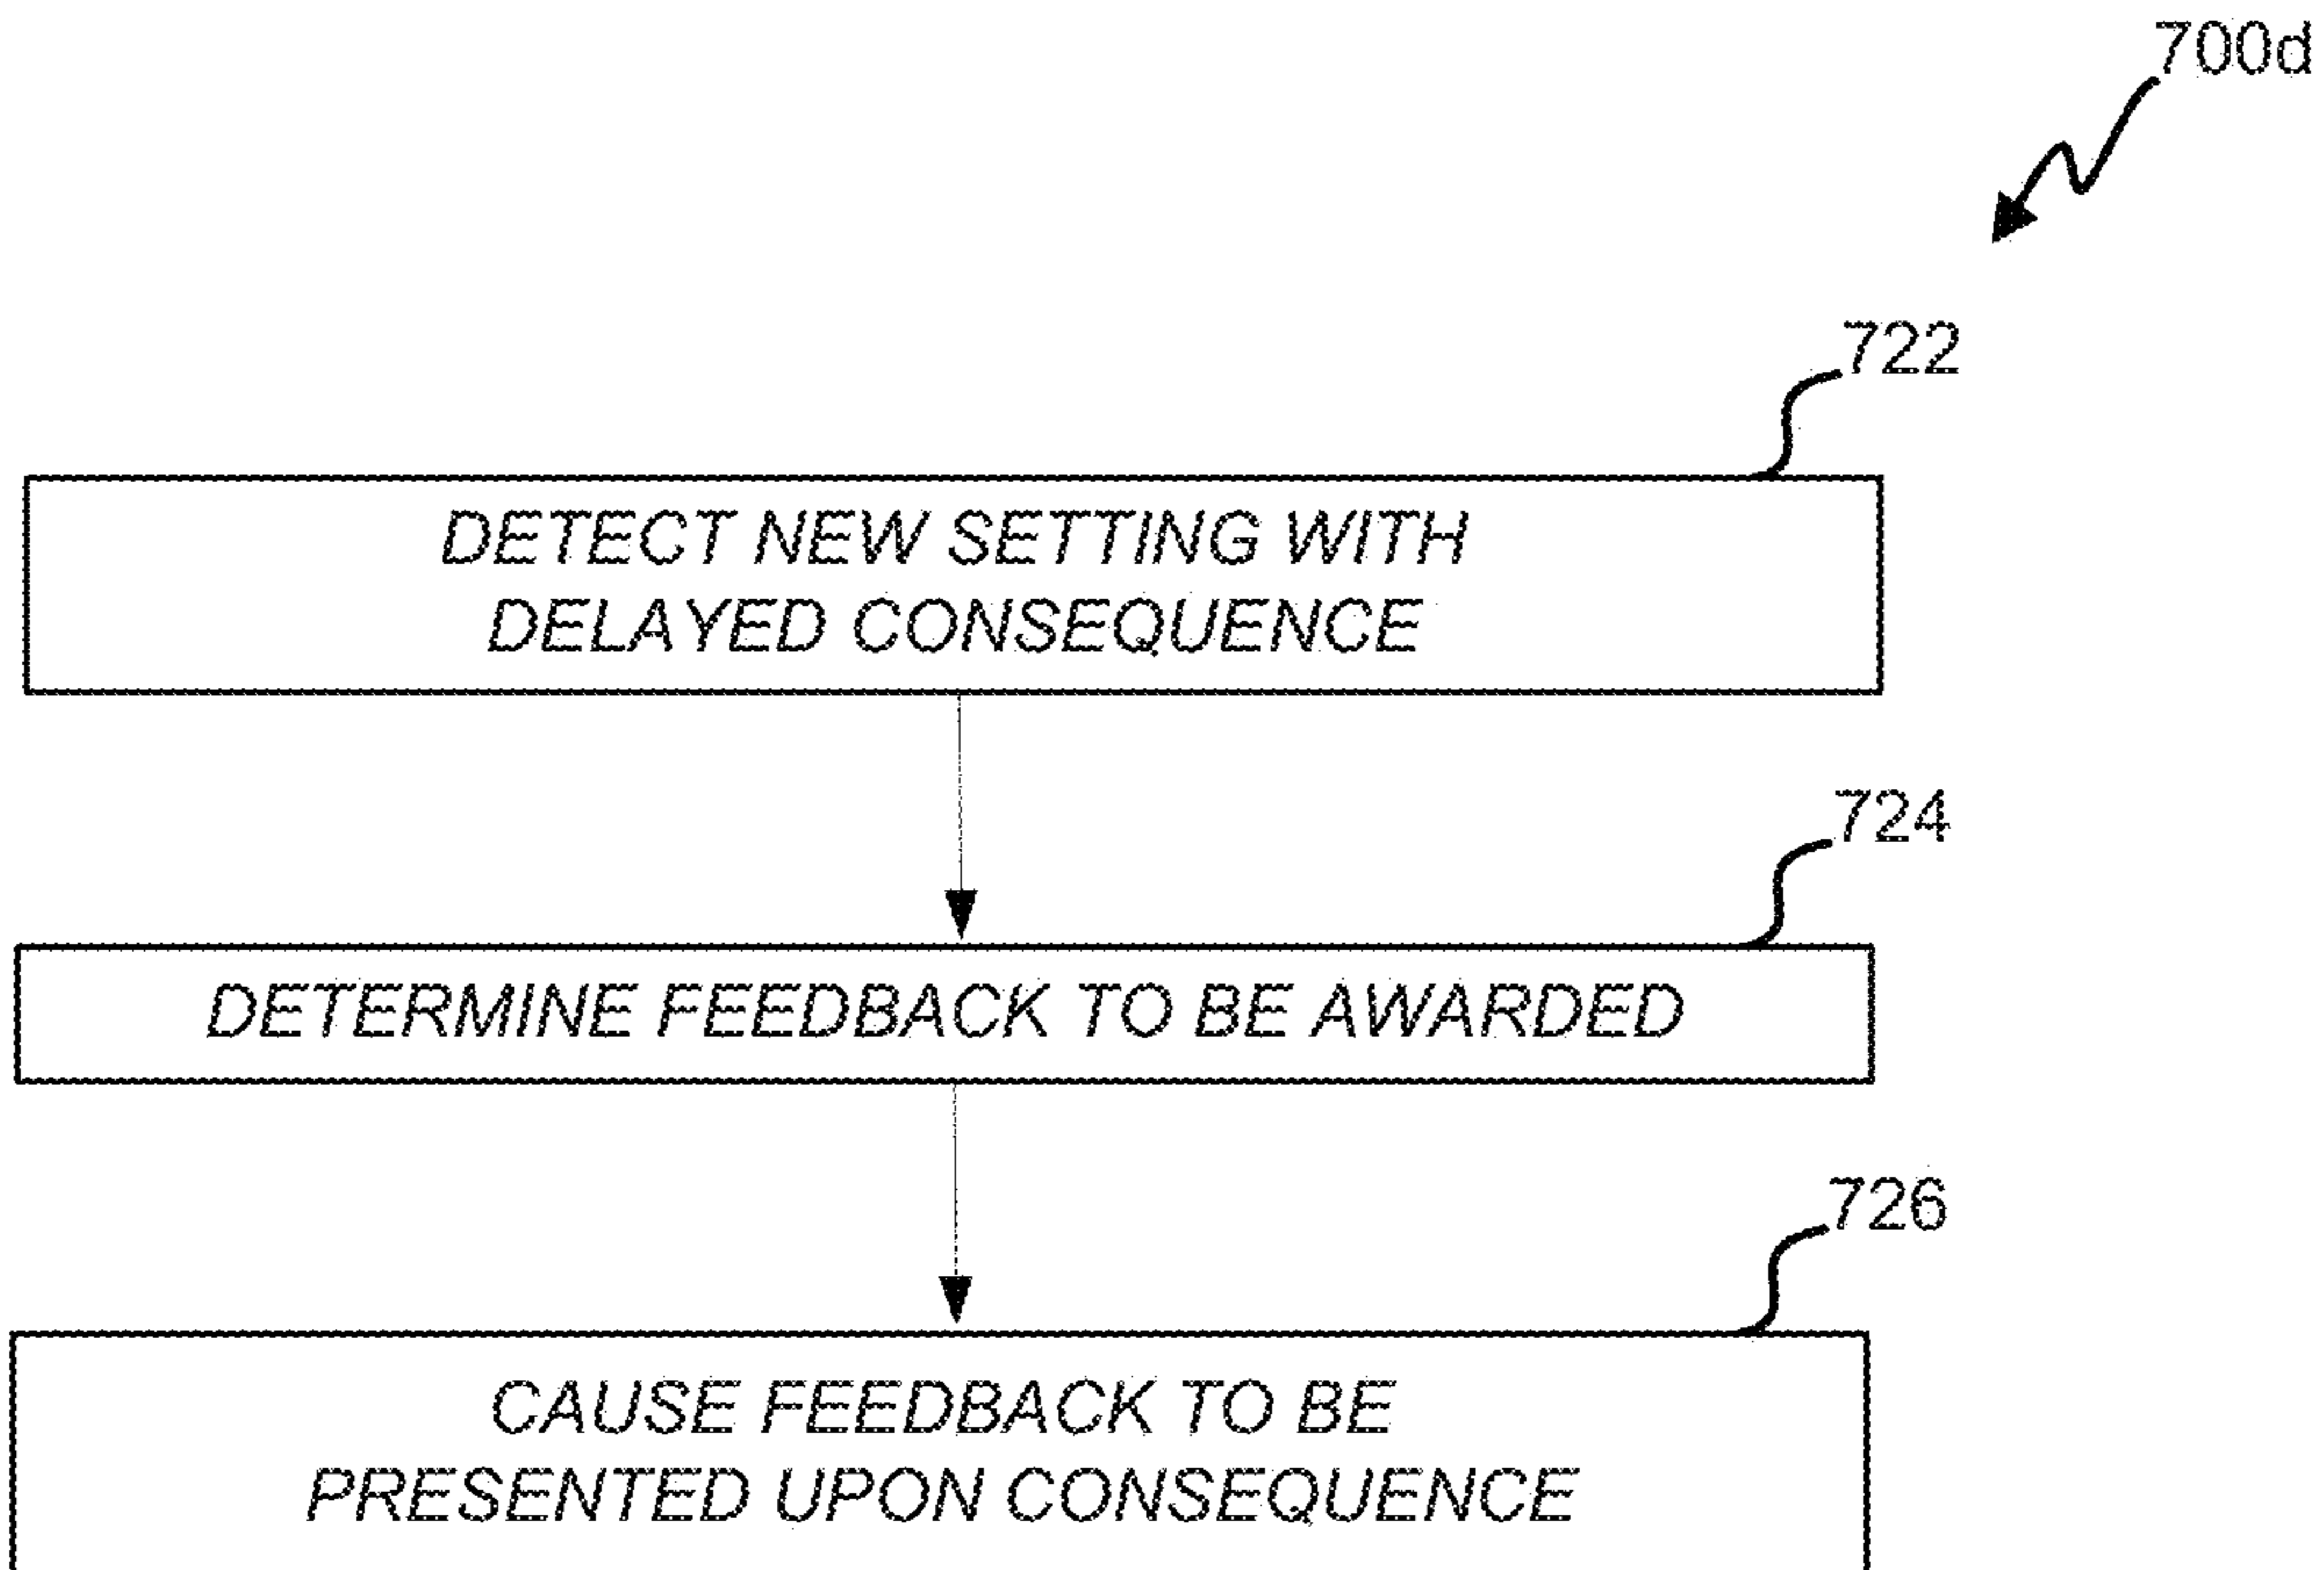 700d
722
DETECT NEW SETTING WITH
DELAYED CONSEQUENCE
724
DETERMINE FEEDBACK TO BE AWARDED
726
CAUSE FEEDBACK TO BE
PRESENTED UPON CONSEQUENCE